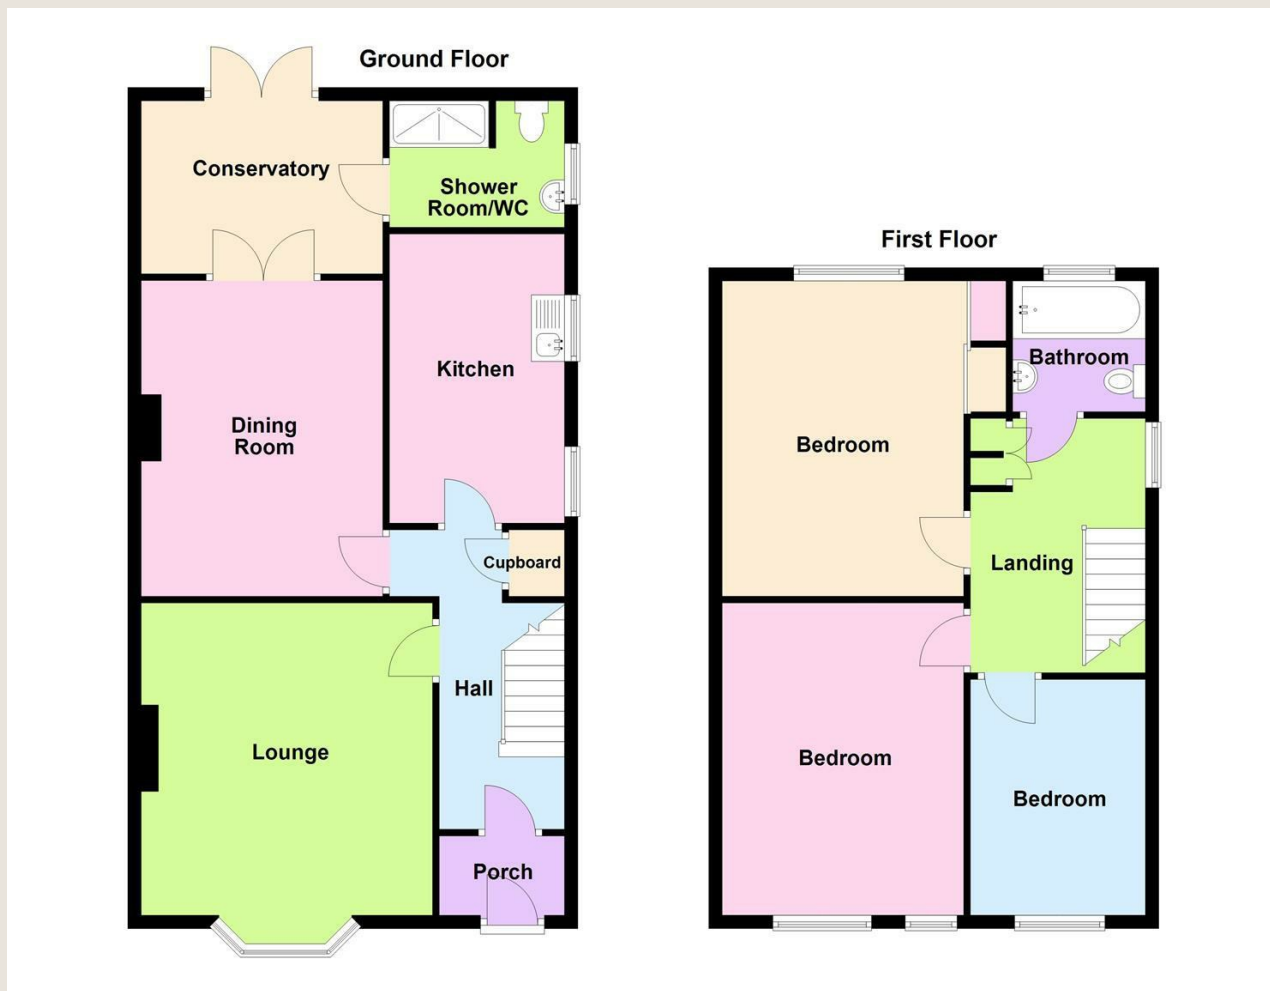 Ground Floor
Conservatory
Shower
Room/WC
Kitchen
Dining
Room
Cupboard
Hall
Lounge
Porch
First Floor
Bathroom
Bedroom
Landing
Bedroom
Bedroom